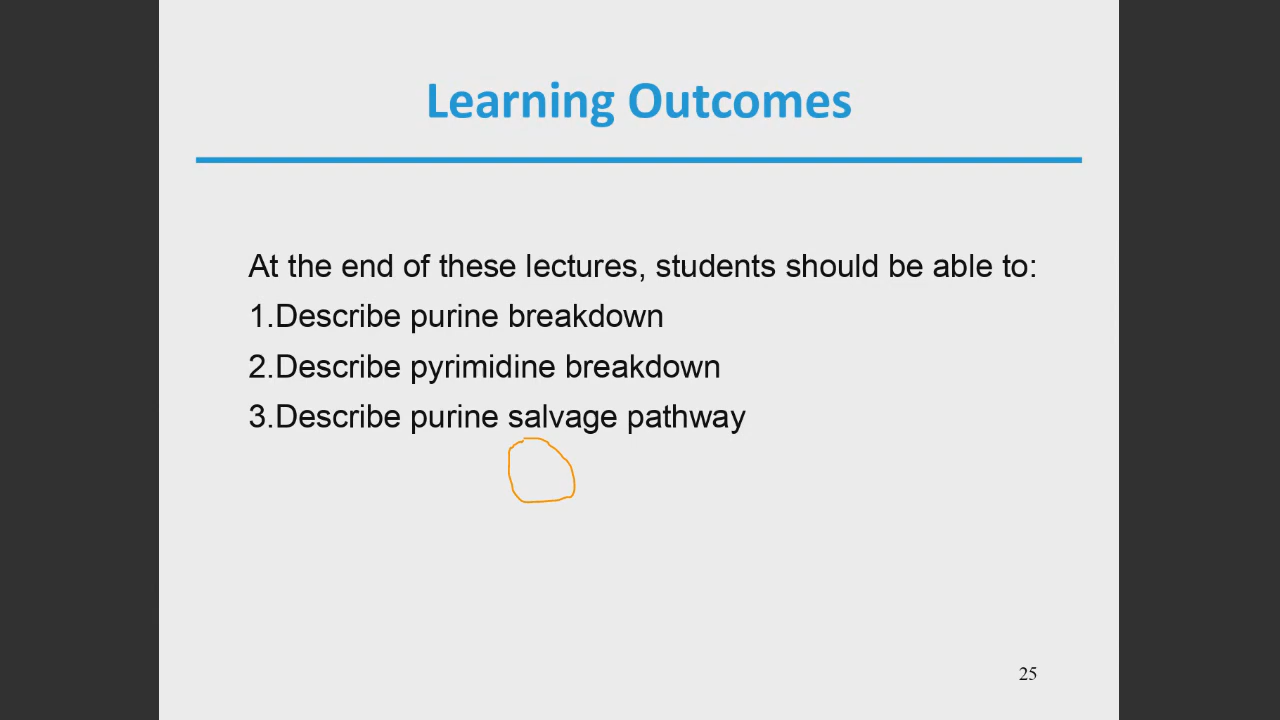 Learning Outcomes
At the end of these lectures, students should be able to:
1.Describe purine breakdown
2.Describe pyrimidine breakdown
3.Describe purine salvage pathway
25